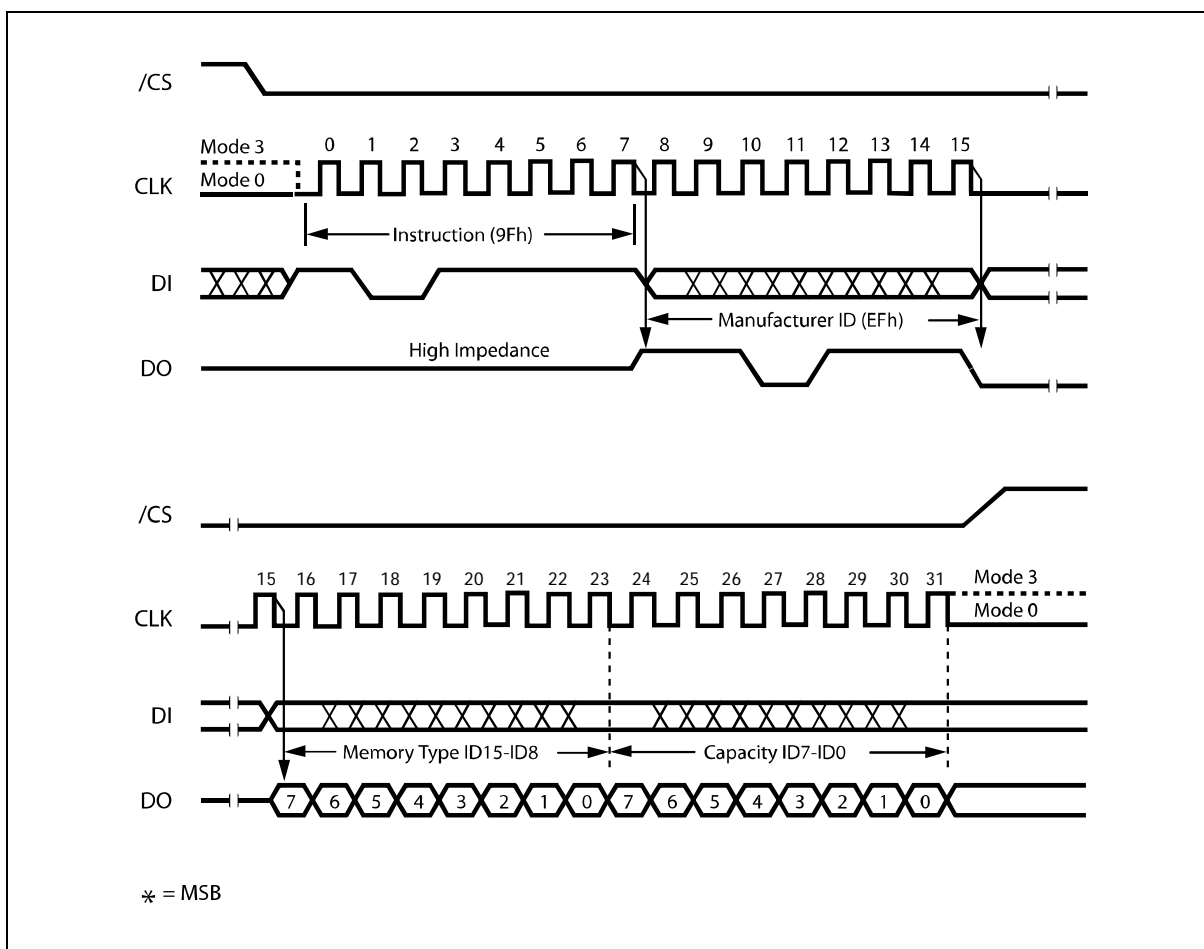 /CS
Mode 3
0 1 2 3 4 5 6 7 8 9 10 11 12 13 14 15
CLK
Mode 0
Instruction (9Fh)
DI
Manufacturer ID (EFh)
High Impedance
DO
/CS
15 16 17 18 19 20 21 22 23 24 25 26 27 28 29 30 31
Mode 3
CLK
Mode 0
DI
Memory Type ID15-ID8
Capacity ID7-ID0
DO
7 6 5 4 3 2 1 0 7 6 5 4 3 2 1 0
* = MSB